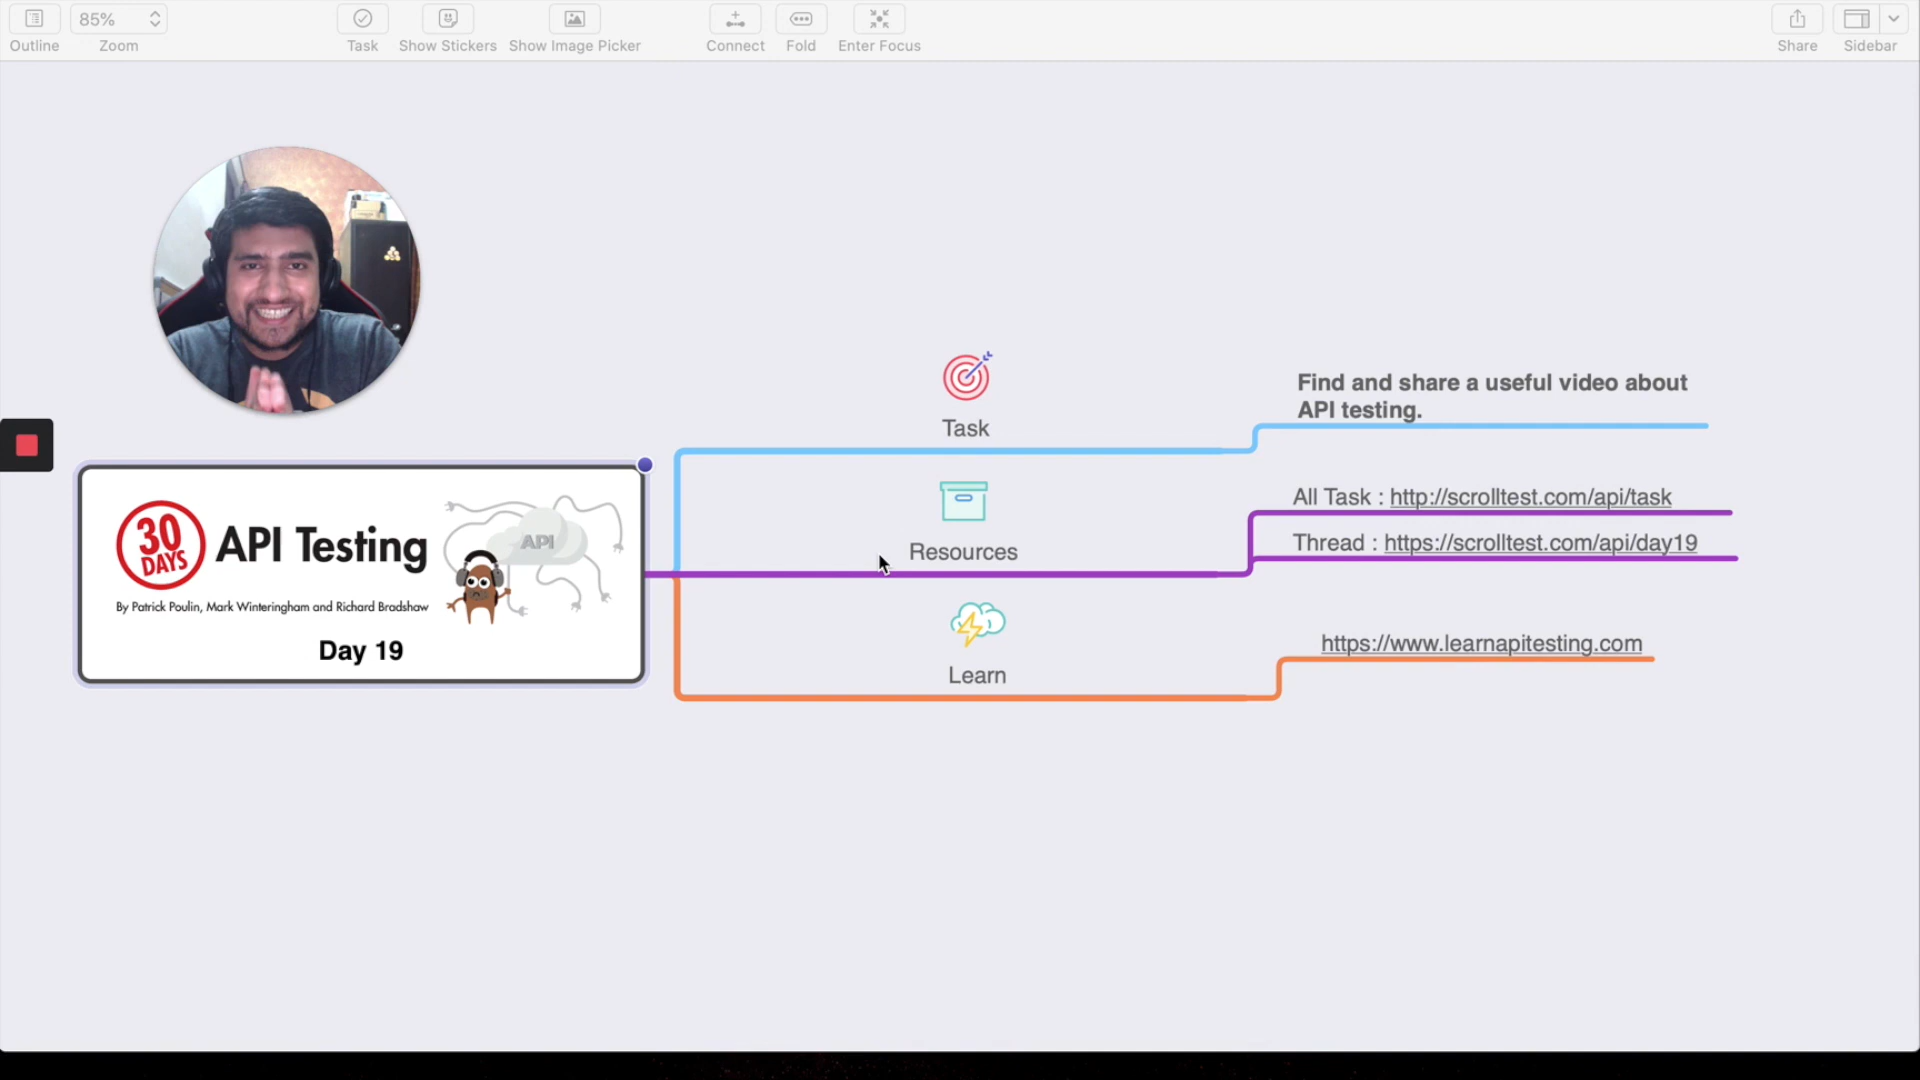 85%
Outline
Zoom
Task
Show Stickers
Show Image Picker
Connect
Fold
Enter Focus
Share
Sidebar
Task
Find and share a useful video about
API testing.
30
DAYS
API Testing
API
By Patrick Poulin, Mark Winteringham and Richard Bradshaw
Day 19
Resources
All Task : http://scrolltest.com/api/task
Thread : https://scrolltest.com/api/day19
Learn
https://www.learnapitesting.com